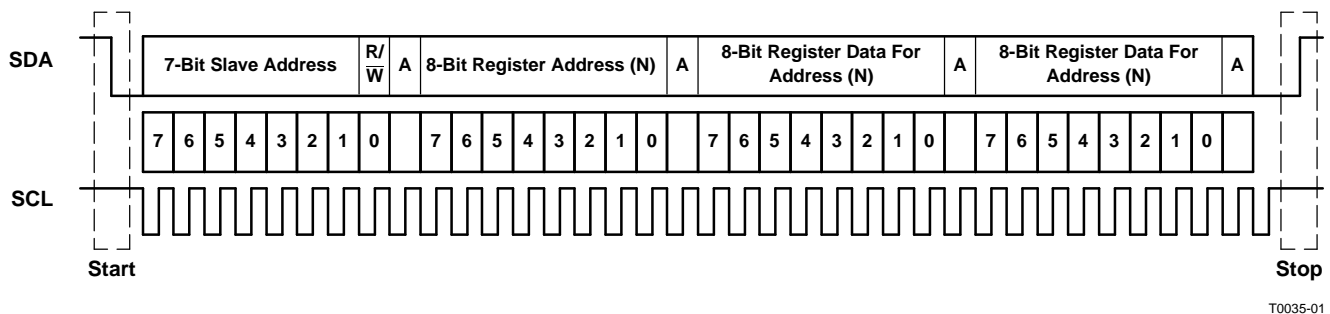 SDA
7-Bit Slave Address
R/
W
A
8-Bit Register Address (N)
A
8-Bit Register Data For
Address (N)
A
8-Bit Register Data For
Address (N)
A
7 6 5 4 3 2 1 0 7 6 5 4 3 2 1 0 7 6 5 4 3 2 1 0 7 6 5 4 3 2 1 0
SCL
Start
Stop
T0035-01